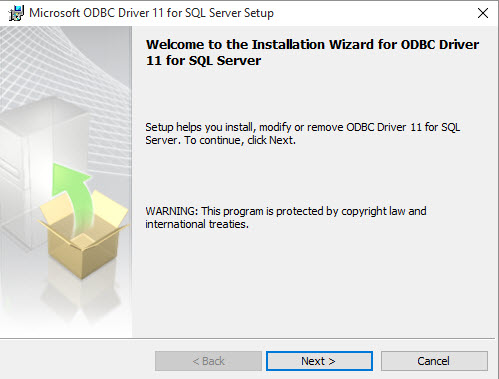 Microsoft ODBC Driver 11 for SQL Server Setup
Welcome to the Installation Wizard for ODBC Driver
11 for SQL Server
Setup helps you install, modify or remove ODBC Driver 11 for SQL
Server. To continue, click Next.
WARNING: This program is protected by copyright law and
international treaties.
< Back
Next >
Cancel